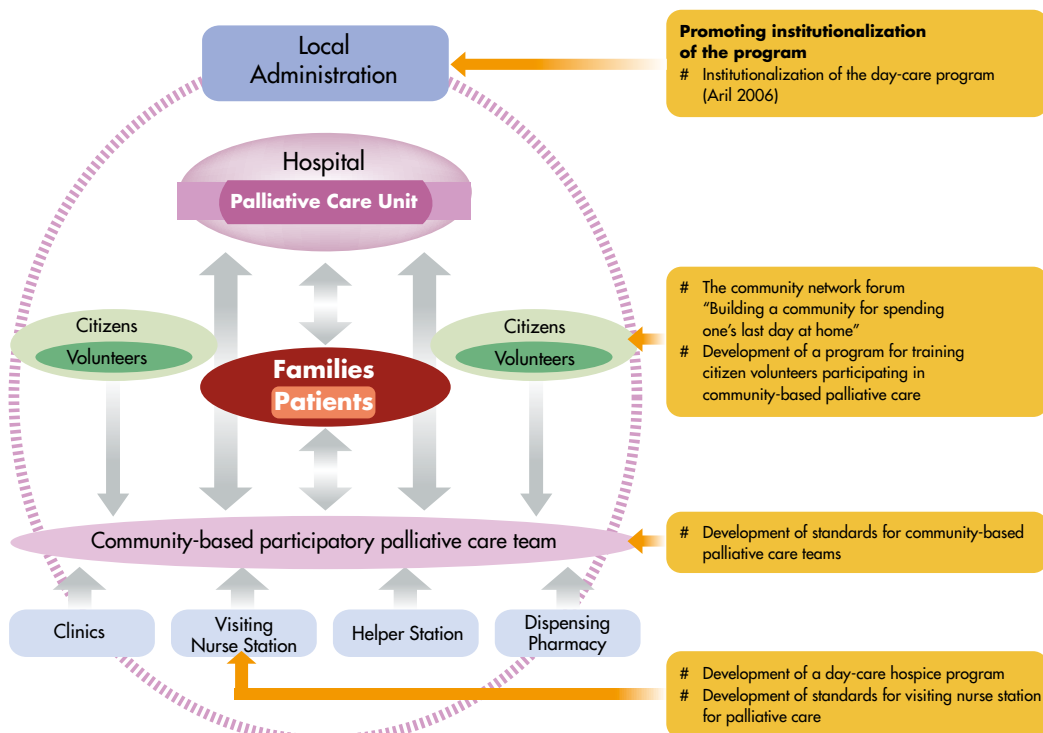 Local
Administration
Promoting institutionalization
of the program
# Institutionalization of the day-care program
(Aril 2006)
Hospital
Palliative Care Unit
Citizens
Volunteers
Families
Patients
Citizens
Volunteers
# The community network forum
“Building a community for spending
one’s last day at home”
# Development of a program for training
citizen volunteers participating in
community-based palliative care
Community-based participatory palliative care team
# Development of standards for community-based
palliative care teams
Clinics
Visiting
Nurse Station
Helper Station
Dispensing
Pharmacy
# Development of a day-care hospice program
# Development of standards for visiting nurse station
for palliative care